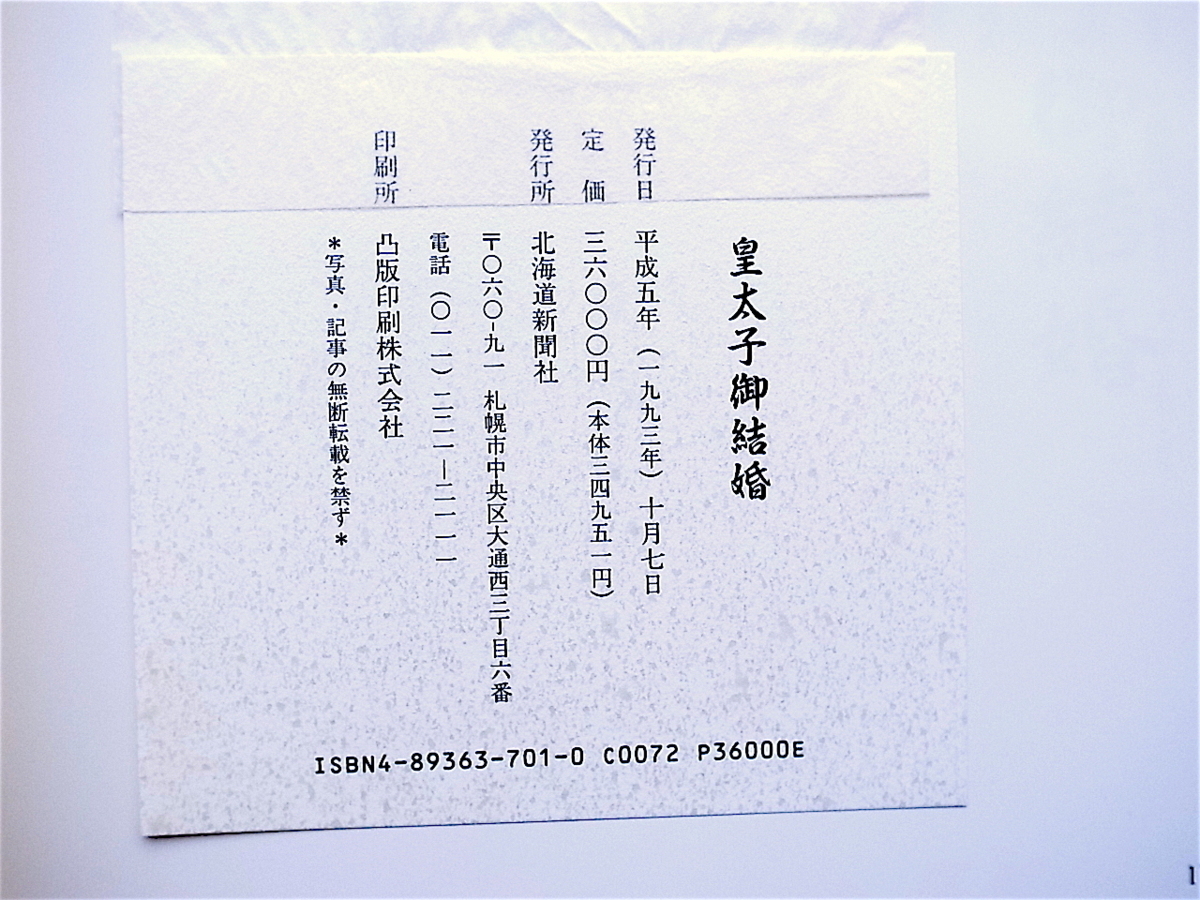 皇太子御結婚
発行日 平成五年（一九九三年）十月七日
定価 三六〇〇〇円（本体三四九五一円）
発行所 北海道新聞社
〒〇六〇-九一 札幌市中央区大通西三丁目六番
電話（〇一一）二二一―二一一一
印刷所 凸版印刷株式会社
＊写真・記事の無断転載を禁ず＊
ISBN4-89363-701-0 C0072 P36000E
1